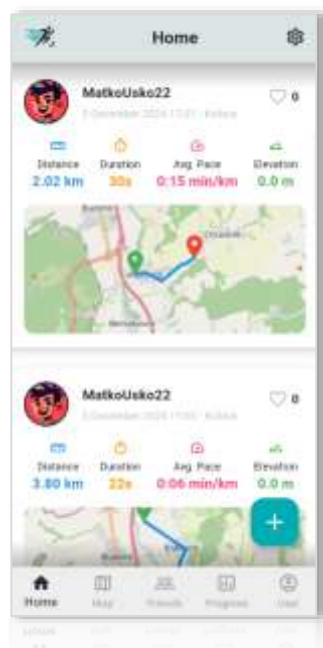 Home
MatkoUsko22
0
Distance Duration Avg. Pace Elevation
2.02 km 30s 0:15 min/km 0.0 m
MatkoUsko22
0
Distance Duration Avg. Pace Elevation
3.80 km 22s 0:06 min/km 0.0 m
+
Home Map Friends Progress User